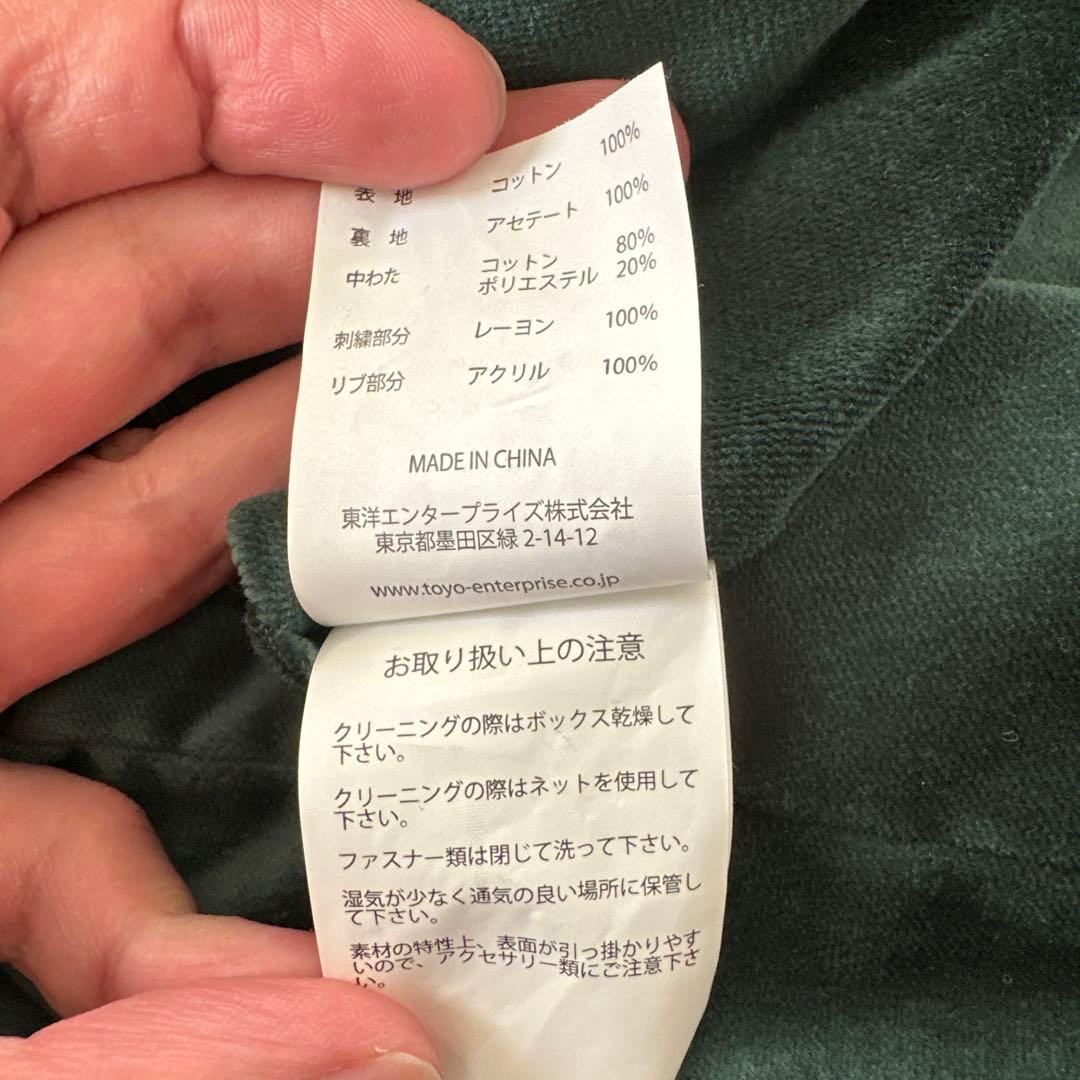 表 地 コットン 100%
裏 地 アセテート 100%
中わた コットン 80%
ポリエステル 20%
刺繍部分 レーヨン 100%
リブ部分 アクリル 100%
MADE IN CHINA
東洋エンタープライズ株式会社
東京都墨田区緑 2-14-12
www.toyo-enterprise.co.jp
お取り扱い上の注意
クリーニングの際はボックス乾燥して
下さい。
クリーニングの際はネットを使用して
下さい。
ファスナー類は閉じて洗って下さい。
湿気が少なく通気の良い場所に保管し
て下さい。
素材の特性上、表面が引っ掛かりやす
いので、アクセサリー類にご注意下さ
い。